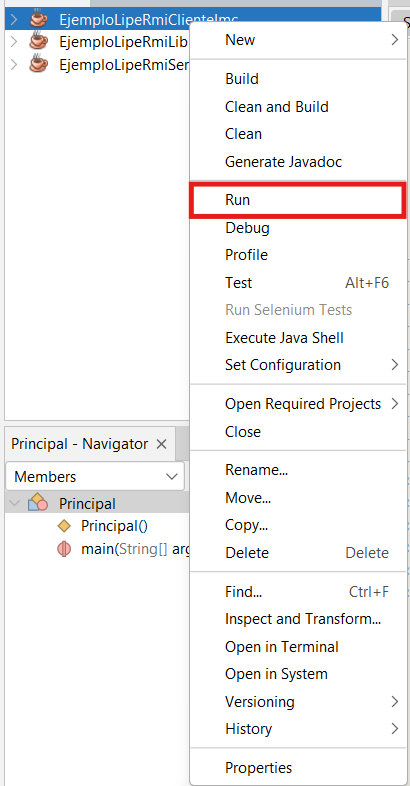 EjemploLipeRmiClienteImc
EjemploLipeRmiLib
EjemploLipeRmiSer
New
Build
Clean and Build
Clean
Generate Javadoc
Run
Debug
Profile
Test Alt+F6
Run Selenium Tests
Execute Java Shell
Set Configuration
Open Required Projects
Close
Rename...
Move...
Copy...
Delete Delete
Find... Ctrl+F
Inspect and Transform...
Open in Terminal
Open in System
Versioning
History
Properties
Principal - Navigator
Members
Principal
Principal()
main(String[] arg